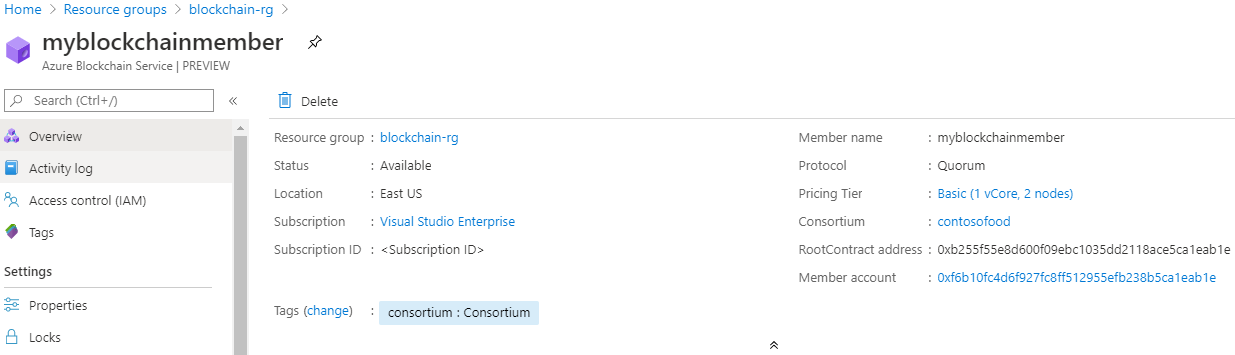 Home > Resource groups > blockchain-rg >
myblockchainmember
Azure Blockchain Service | PREVIEW
Search (Ctrl+/)
«
Delete
Overview
Activity log
Access control (IAM)
Tags
Settings
Properties
Locks
Resource group : blockchain-rg
Status : Available
Location : East US
Subscription : Visual Studio Enterprise
Subscription ID : <Subscription ID>
Member name : myblockchainmember
Protocol : Quorum
Pricing Tier : Basic (1 vCore, 2 nodes)
Consortium : contosofood
RootContract address : 0xb255f55e8d600f09ebc1035dd2118ace5ca1eab1e
Member account : 0xf6b10fc4d6f927fc8ff512955efb238b5ca1eab1e
Tags (change) : consortium : Consortium